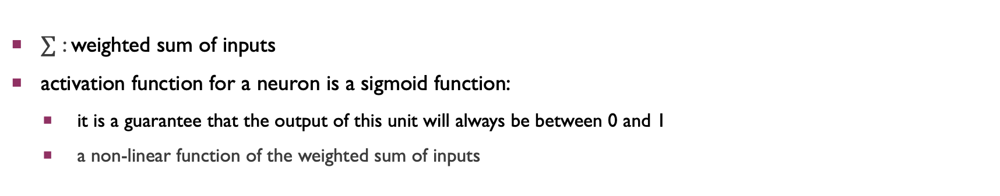 ∑ : weighted sum of inputs
activation function for a neuron is a sigmoid function:
it is a guarantee that the output of this unit will always be between 0 and 1
a non-linear function of the weighted sum of inputs